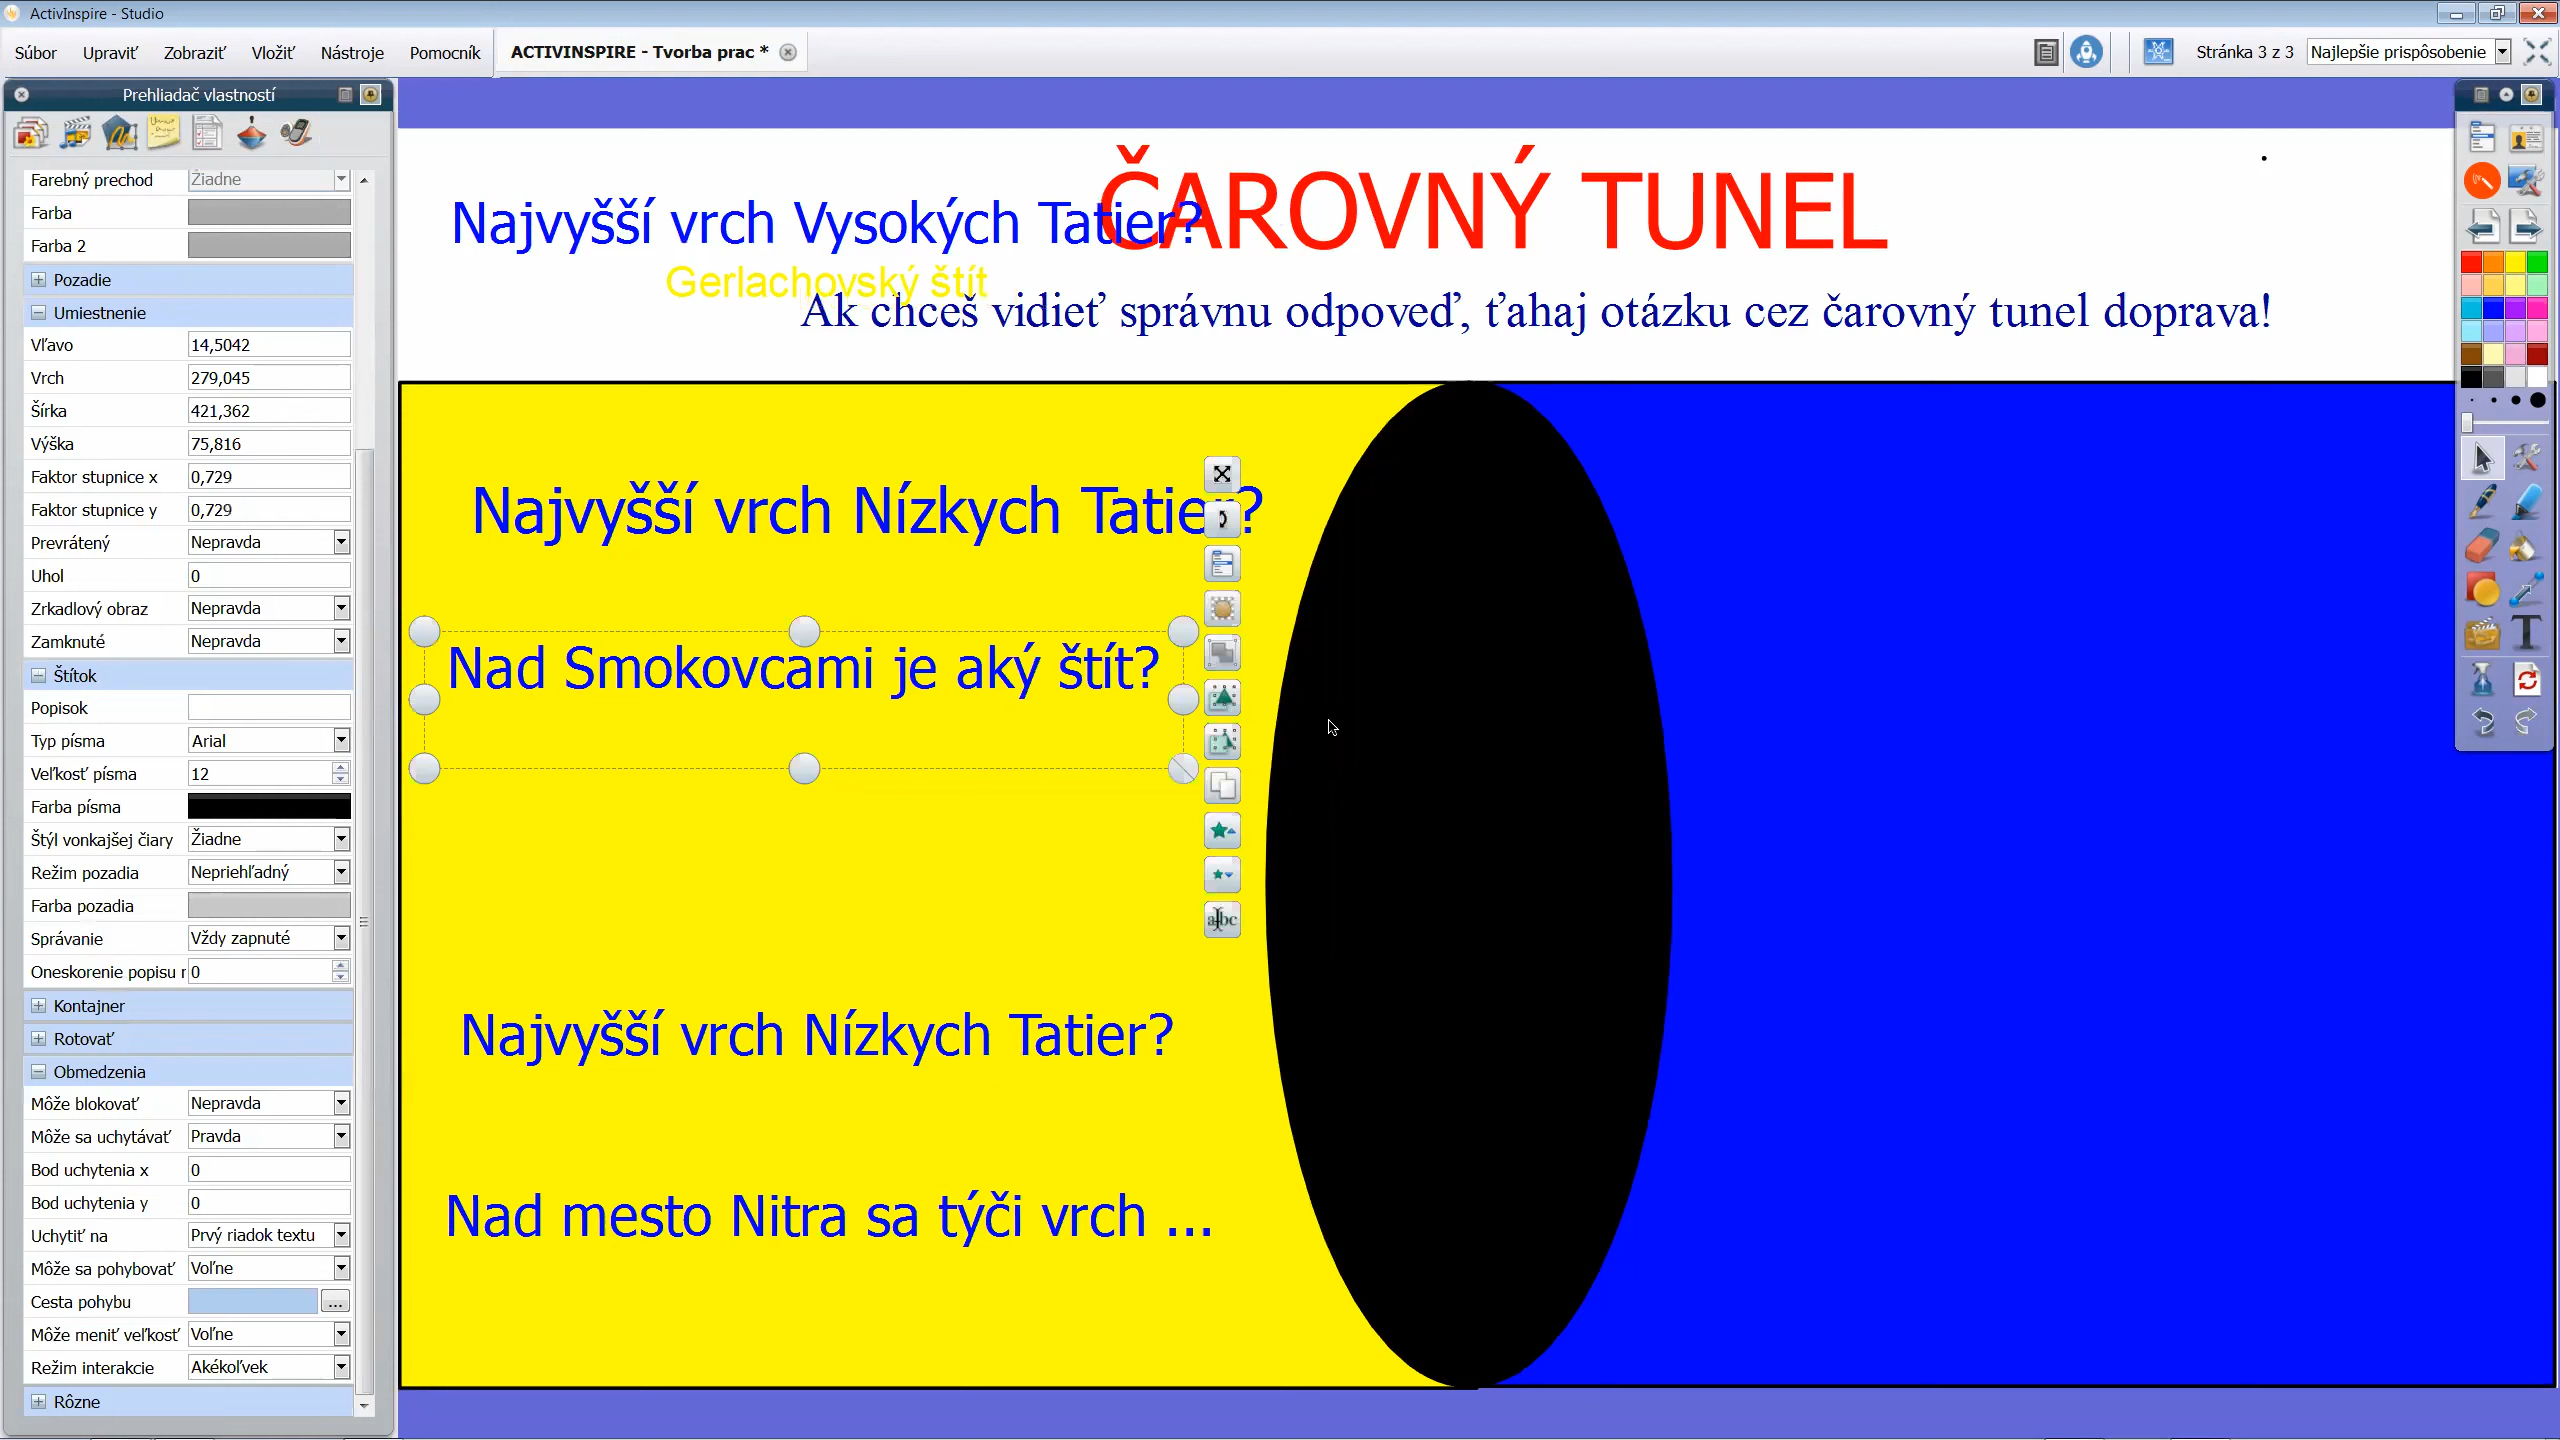 ActivInspire - Studio
Súbor Upraviť Zobraziť Vložiť Nástroje Pomocník
ACTIVINSPIRE - Tvorba prac *
Stránka 3 z 3
Najlepšie prispôsobenie
Prehliadač vlastností
Farebný prechod Žiadne
Farba
Farba 2
Pozadie
Umiestnenie
Vľavo 14,5042
Vrch 279,045
Šírka 421,362
Výška 75,816
Faktor stupnice x 0,729
Faktor stupnice y 0,729
Prevrátený Nepravda
Uhol 0
Zrkadlový obraz Nepravda
Zamknuté Nepravda
Štítok
Popisok
Typ písma Arial
Veľkosť písma 12
Farba písma
Štýl vonkajšej čiary Žiadne
Režim pozadia Nepriehľadný
Farba pozadia
Správanie Vždy zapnuté
Oneskorenie popisu r 0
Kontajner
Rotovať
Obmedzenia
Môže blokovať Nepravda
Môže sa uchytávať Pravda
Bod uchytenia x 0
Bod uchytenia y 0
Uchytiť na Prvý riadok textu
Môže sa pohybovať Voľne
Cesta pohybu ...
Môže meniť veľkosť Voľne
Režim interakcie Akékoľvek
Rôzne
ČAROVNÝ TUNEL
Najvyšší vrch Vysokých Tatier?
Gerlachovský štít
Ak chceš vidieť správnu odpoveď, ťahaj otázku cez čarovný tunel doprava!
Najvyšší vrch Nízkych Tatier?
Nad Smokovcami je aký štít?
abc
Najvyšší vrch Nízkych Tatier?
Nad mesto Nitra sa týči vrch ...
T